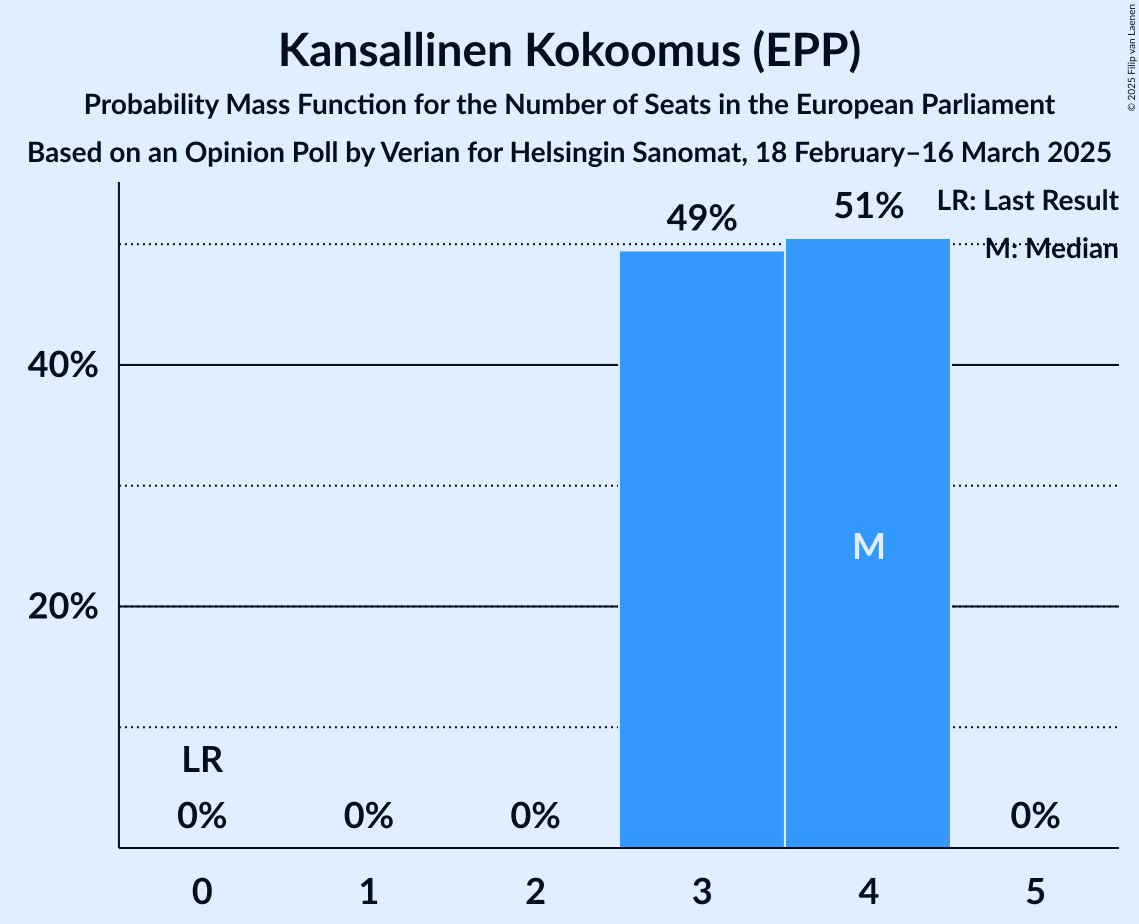 Kansallinen Kokoomus (EPP)
Probability Mass Function for the Number of Seats in the European Parliament
Based on an Opinion Poll by Verian for Helsingin Sanomat, 18 February–16 March 2025
© 2025 Filip van Laenen
LR: Last Result
M: Median
49%
51%
40%
20%
M
LR
0%
0%
0%
0%
0
1
2
3
4
5